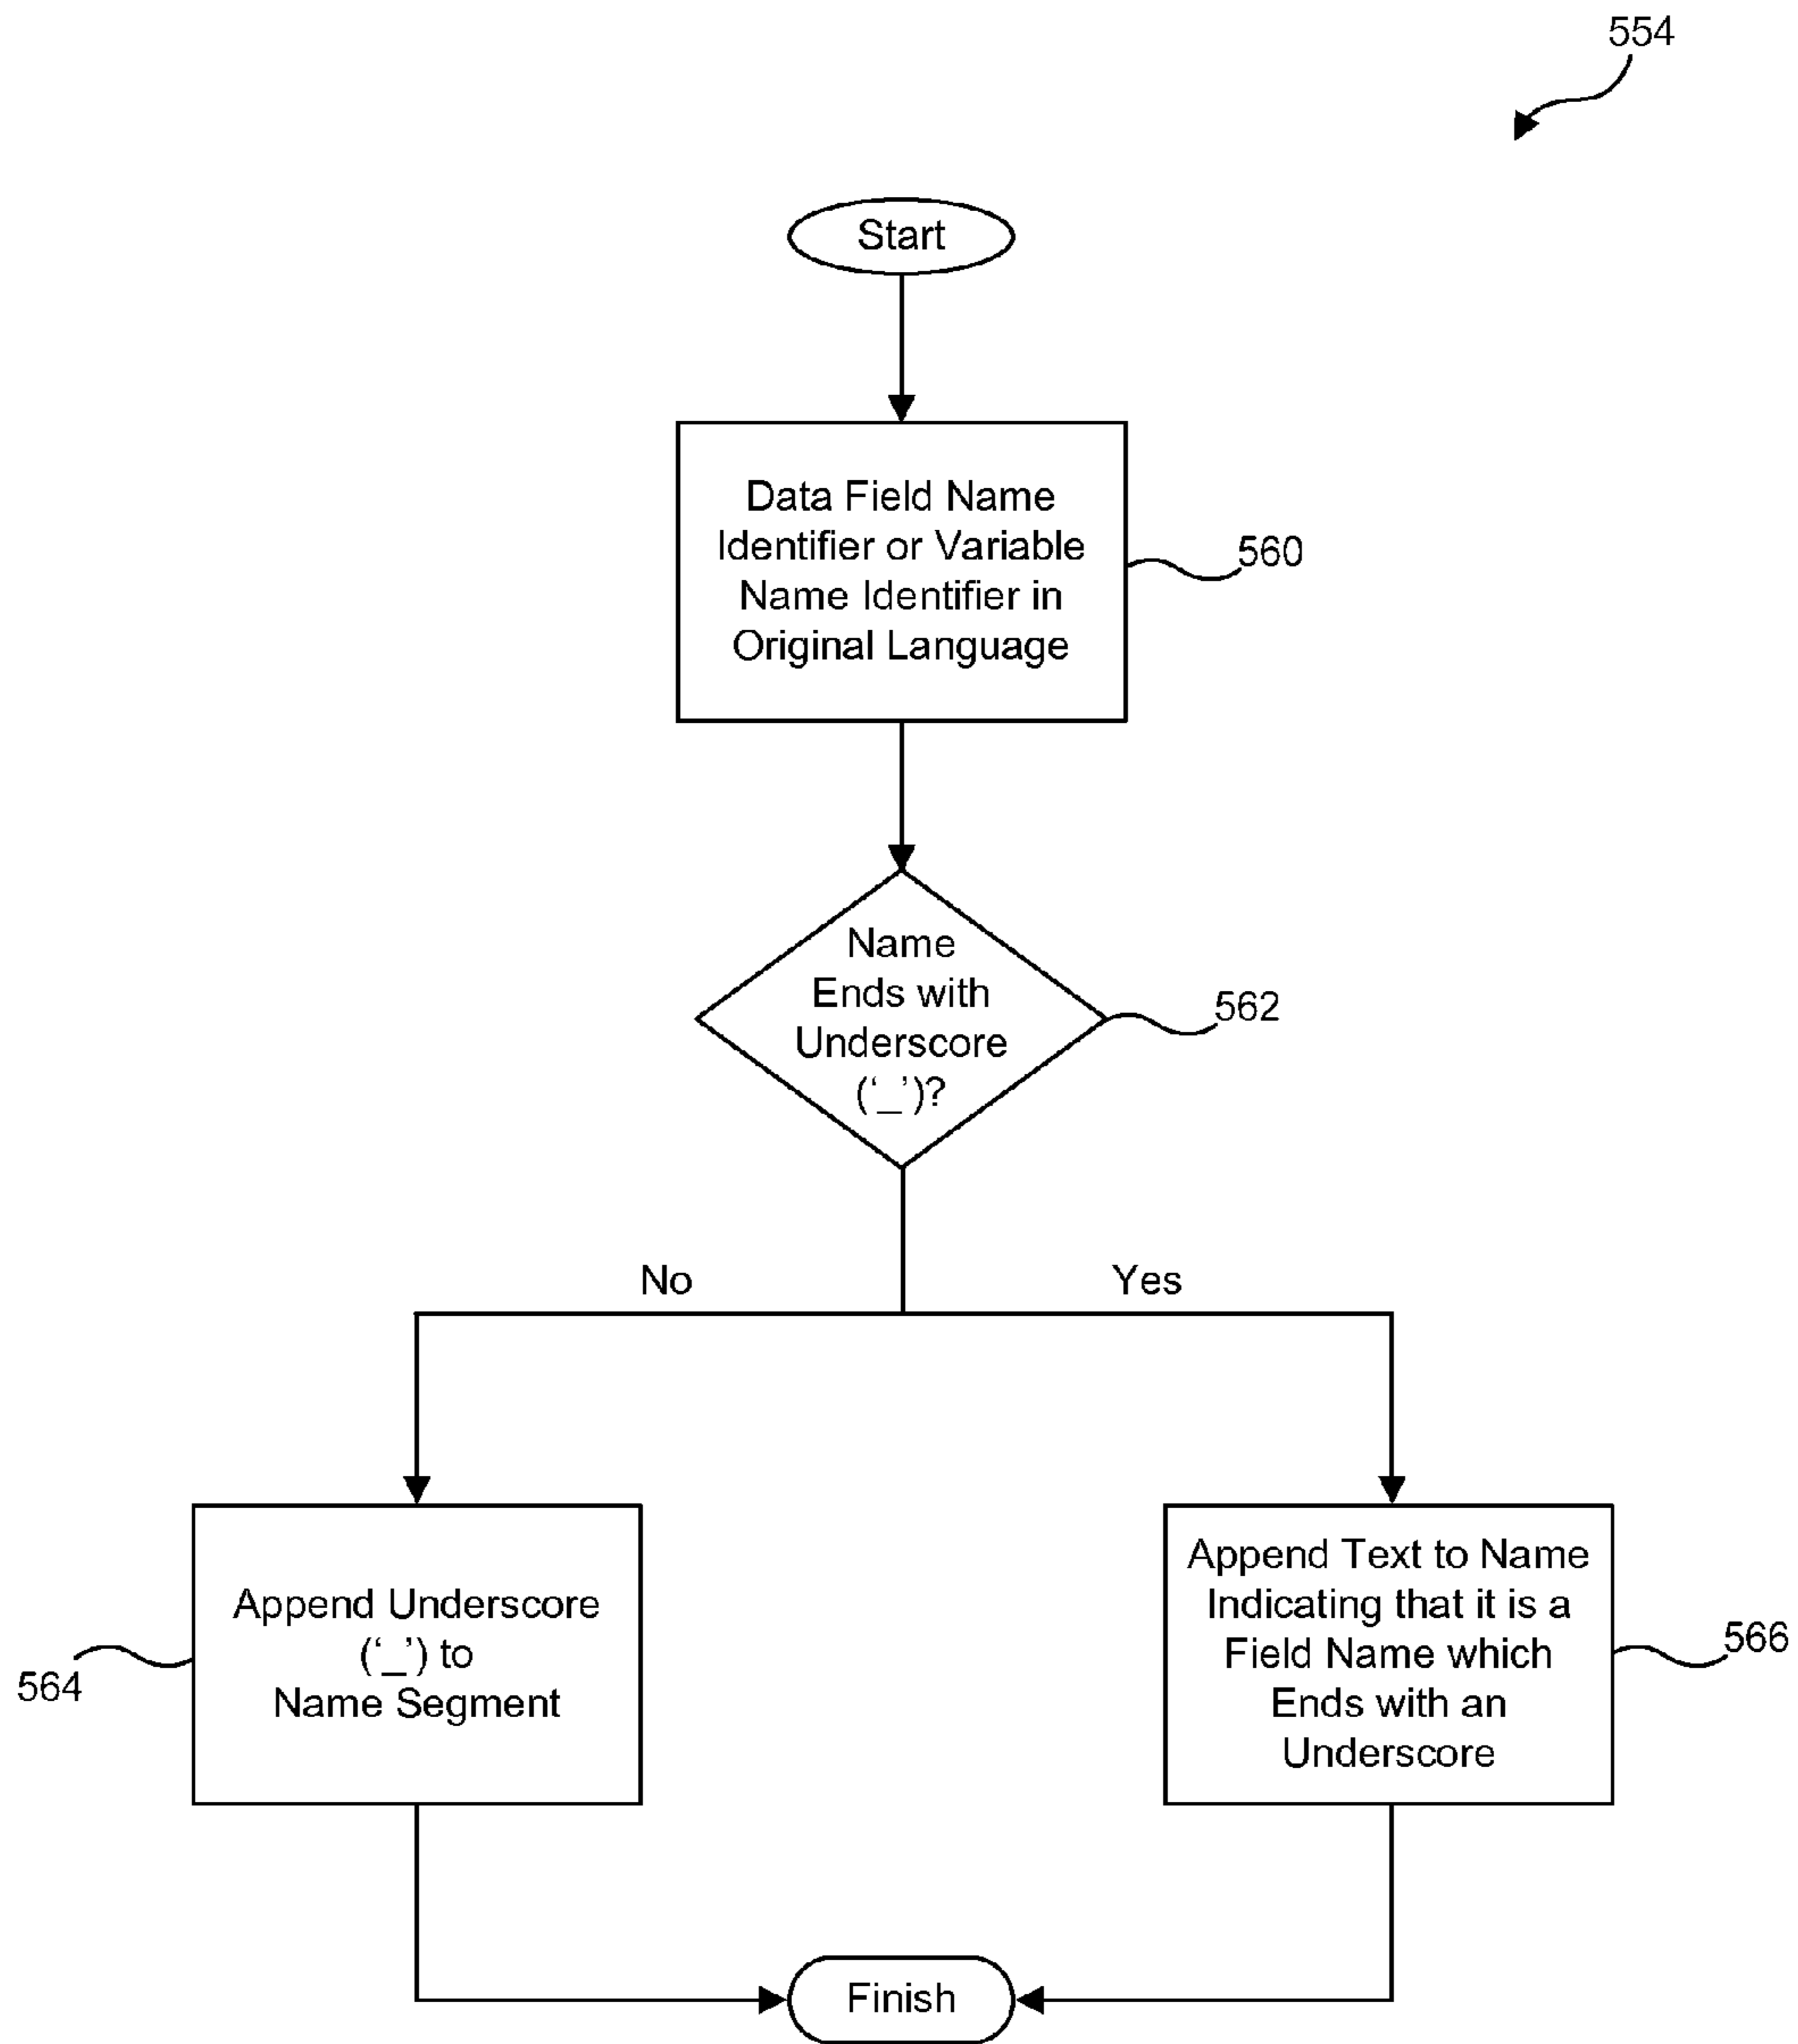 554
Start
Data Field Name
Identifier or Variable
Name Identifier in
Original Language
560
Name
Ends with
Underscore
(‘_’)?
562
No
Yes
Append Underscore
(‘_’) to
Name Segment
564
Append Text to Name
Indicating that it is a
Field Name which
Ends with an
Underscore
566
Finish